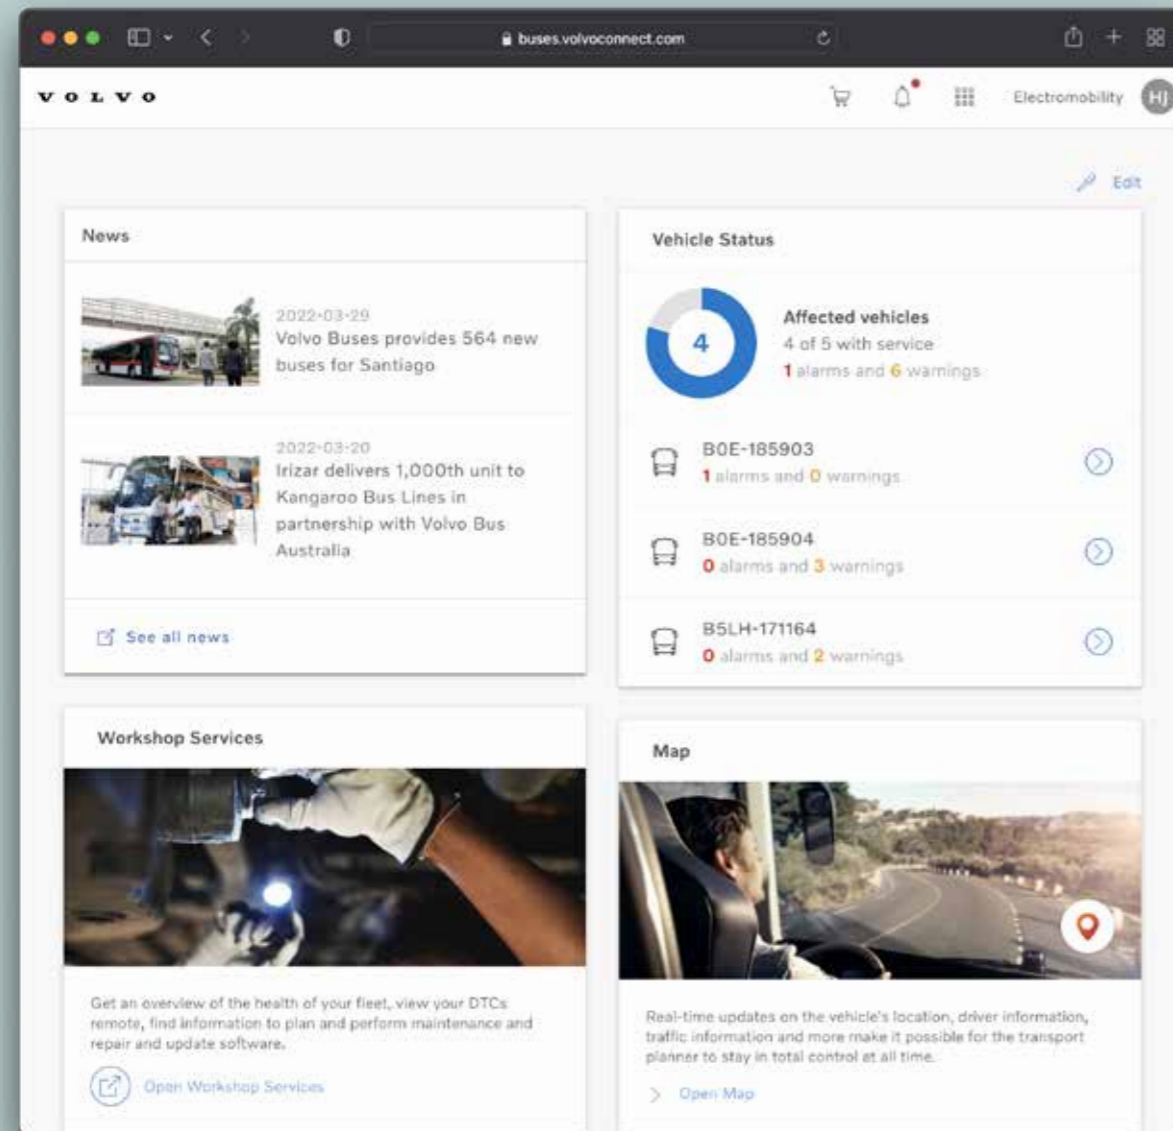 buses.volvoconnect.com
VOLVO
Electromobility
HJ
Edit
News
2022-03-29
Volvo Buses provides 564 new
buses for Santiago
2022-03-20
Irizar delivers 1,000th unit to
Kangaroo Bus Lines in
partnership with Volvo Bus
Australia
See all news
Vehicle Status
4
Affected vehicles
4 of 5 with service
1 alarms and 6 warnings
B0E-185903
1 alarms and 0 warnings
B0E-185904
0 alarms and 3 warnings
B5LH-171164
0 alarms and 2 warnings
Workshop Services
Get an overview of the health of your fleet, view your DTCs
remote, find information to plan and perform maintenance and
repair and update software.
Open Workshop Services
Map
Real-time updates on the vehicle's location, driver information,
traffic information and more make it possible for the transport
planner to stay in total control at all time.
Open Map